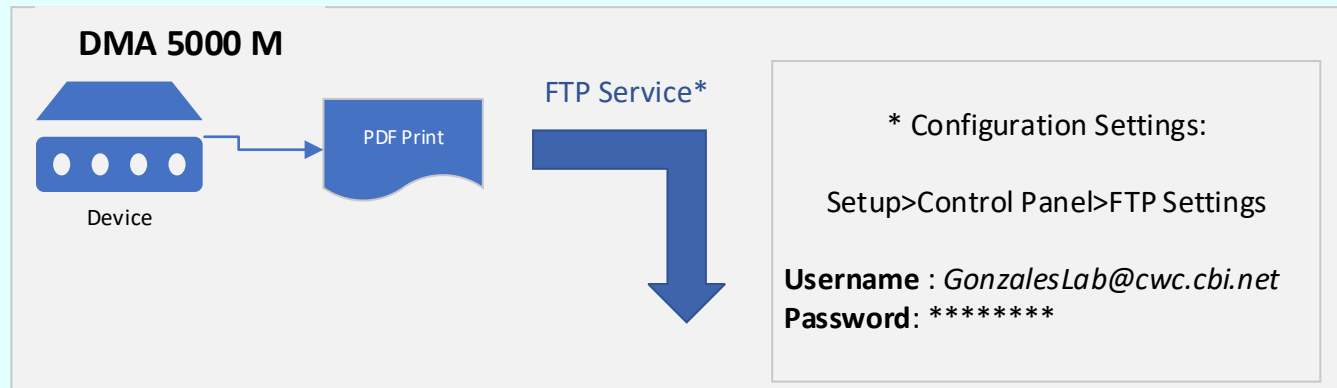 DMA 5000 M
Device
PDF Print
FTP Service*
* Configuration Settings:
Setup>Control Panel>FTP Settings
Username : GonzalesLab@cwc.cbi.net
Password: ********